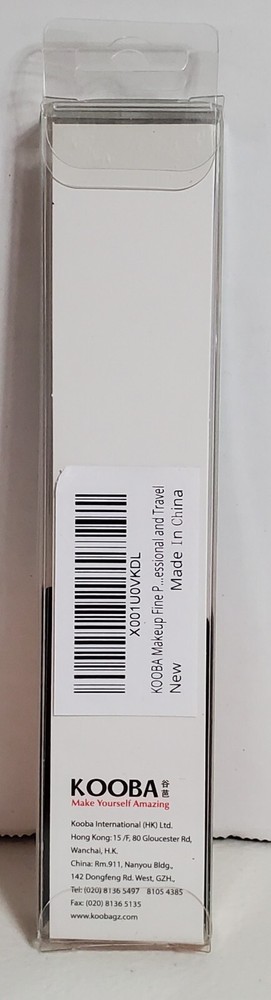 X001U0VKDL
KOOBA Makeup Fine P...essional and Travel
New
Made In China
KOOBA 谷芭
Make Yourself Amazing
Kooba International (HK) Ltd.
Hong Kong: 15 /F, 80 Gloucester Rd,
Wanchai, H.K.
China: Rm.911, Nanyou Bldg.,
142 Dongfeng Rd. West, GZH.,
Tel: (020) 8136 5497 8105 4385
Fax: (020) 8136 5135
www.koobagz.com